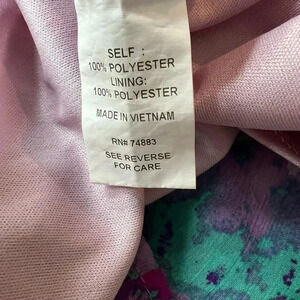 SELF :
100% POLYESTER
LINING:
100% POLYESTER
MADE IN VIETNAM
RN# 74883
SEE REVERSE
FOR CARE